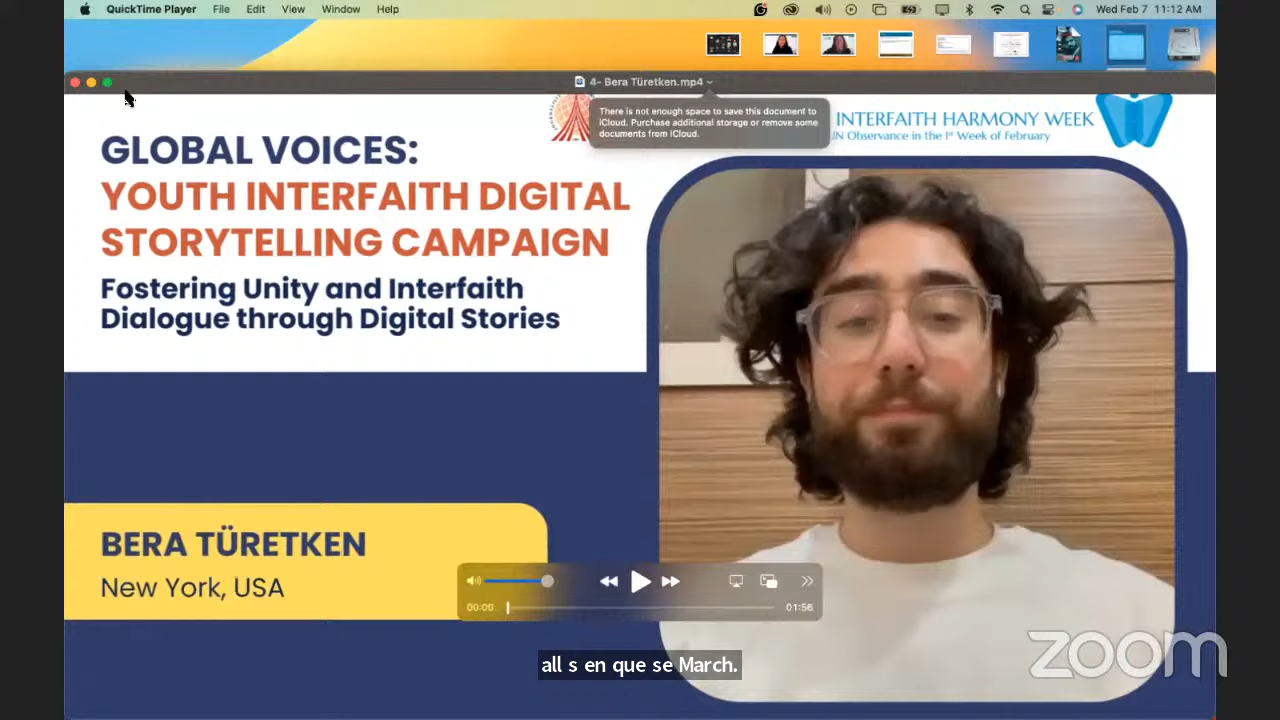 QuickTime Player File Edit View Window Help Wed Feb 7 11:12 AM
4- Bera Türetken.mp4
There is not enough space to save this document to
iCloud. Purchase additional storage or remove some
documents from iCloud.
INTERFAITH HARMONY WEEK
UN Observance in the 1st Week of February
GLOBAL VOICES:
YOUTH INTERFAITH DIGITAL
STORYTELLING CAMPAIGN
Fostering Unity and Interfaith
Dialogue through Digital Stories
BERA TÜRETKEN
New York, USA
00:00 01:56
all s en que se March.
zoom